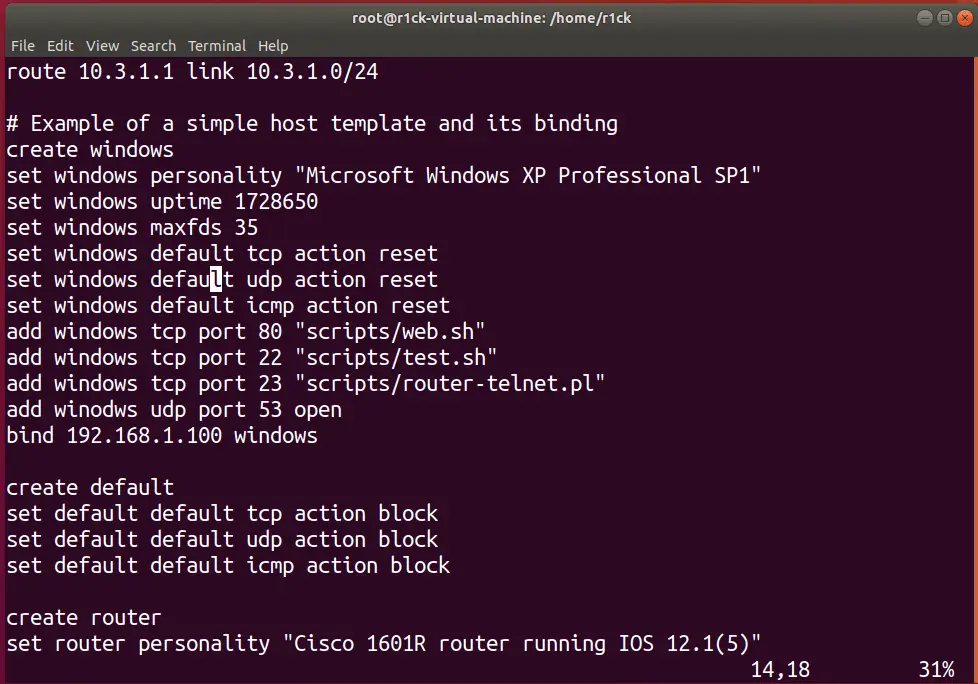 root@r1ck-virtual-machine: /home/r1ck
File Edit View Search Terminal Help
route 10.3.1.1 link 10.3.1.0/24
# Example of a simple host template and its binding
create windows
set windows personality "Microsoft Windows XP Professional SP1"
set windows uptime 1728650
set windows maxfds 35
set windows default tcp action reset
set windows default udp action reset
set windows default icmp action reset
add windows tcp port 80 "scripts/web.sh"
add windows tcp port 22 "scripts/test.sh"
add windows tcp port 23 "scripts/router-telnet.pl"
add winodws udp port 53 open
bind 192.168.1.100 windows
create default
set default default tcp action block
set default default udp action block
set default default icmp action block
create router
set router personality "Cisco 1601R router running IOS 12.1(5)"
14,18 31%